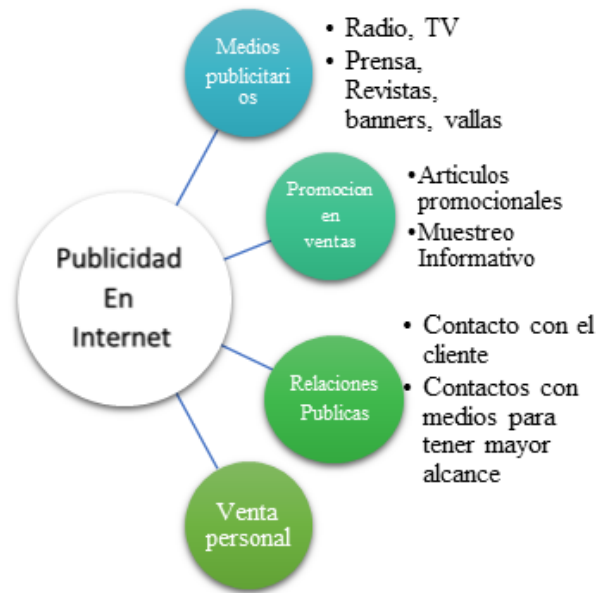 Medios
publicitari
os
• Radio, TV
• Prensa,
Revistas,
banners, vallas
Promocion
en
ventas
•Articulos
promocionales
•Muestreo
Informativo
Publicidad
En
Internet
Relaciones
Publicas
• Contacto con el
cliente
• Contactos con
medios para
tener mayor
alcance
Venta
personal